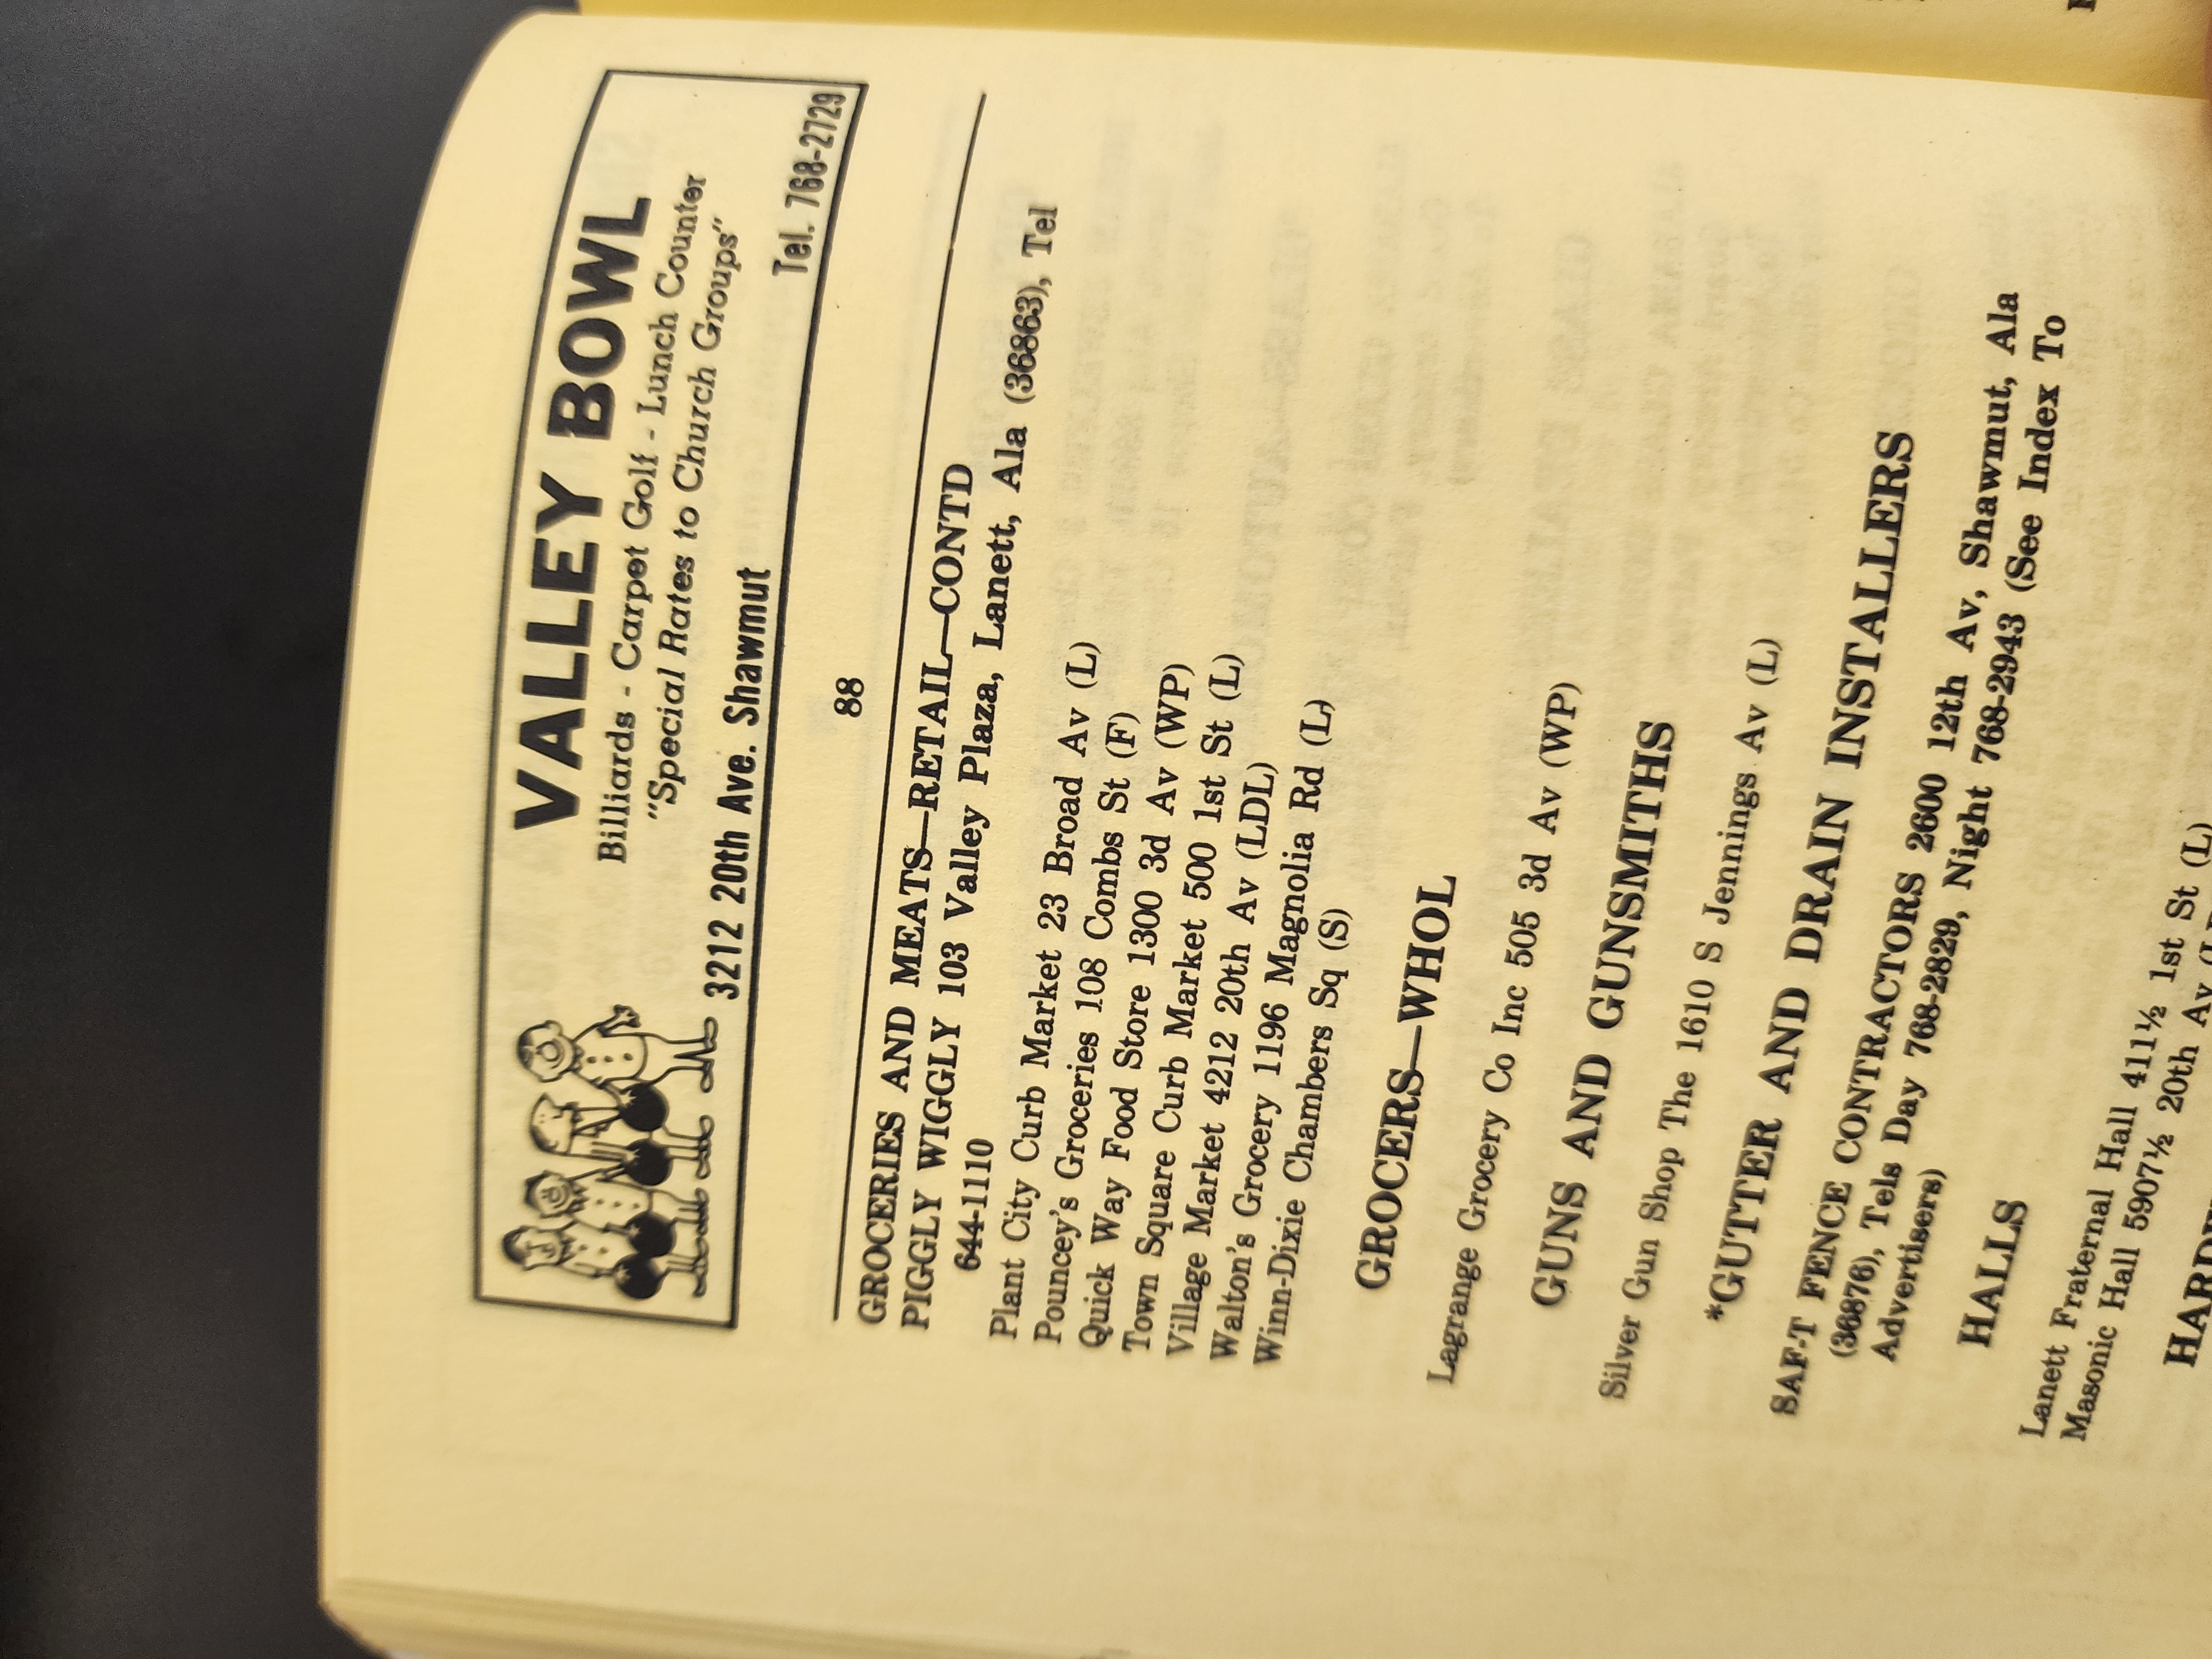 VALLEY BOWL
Billiards - Carpet Golf - Lunch Counter
"Special Rates to Church Groups"
3212 20th Ave. Shawmut
Tel. 768-2729
88
GROCERIES AND MEATS—RETAIL—CONTD
PIGGLY WIGGLY 103 Valley Plaza, Lanett, Ala (36863), Tel
644-1110
Plant City Curb Market 23 Broad Av (L)
Pouncey's Groceries 108 Combs St (F)
Quick Way Food Store 1300 3d Av (WP)
Town Square Curb Market 500 1st St (L)
Village Market 4212 20th Av (LDL)
Walton's Grocery 1196 Magnolia Rd (L)
Winn-Dixie Chambers Sq (S)
GROCERS—WHOL
Lagrange Grocery Co Inc 505 3d Av (WP)
GUNS AND GUNSMITHS
Silver Gun Shop The 1610 S Jennings Av (L)
*GUTTER AND DRAIN INSTALLERS
SAF-T FENCE CONTRACTORS 2600 12th Av, Shawmut, Ala
(36876), Tels Day 768-2829, Night 768-2943 (See Index To
Advertisers)
HALLS
Lanett Fraternal Hall 411½ 1st St (L)
Masonic Hall 5907½ 20th Av